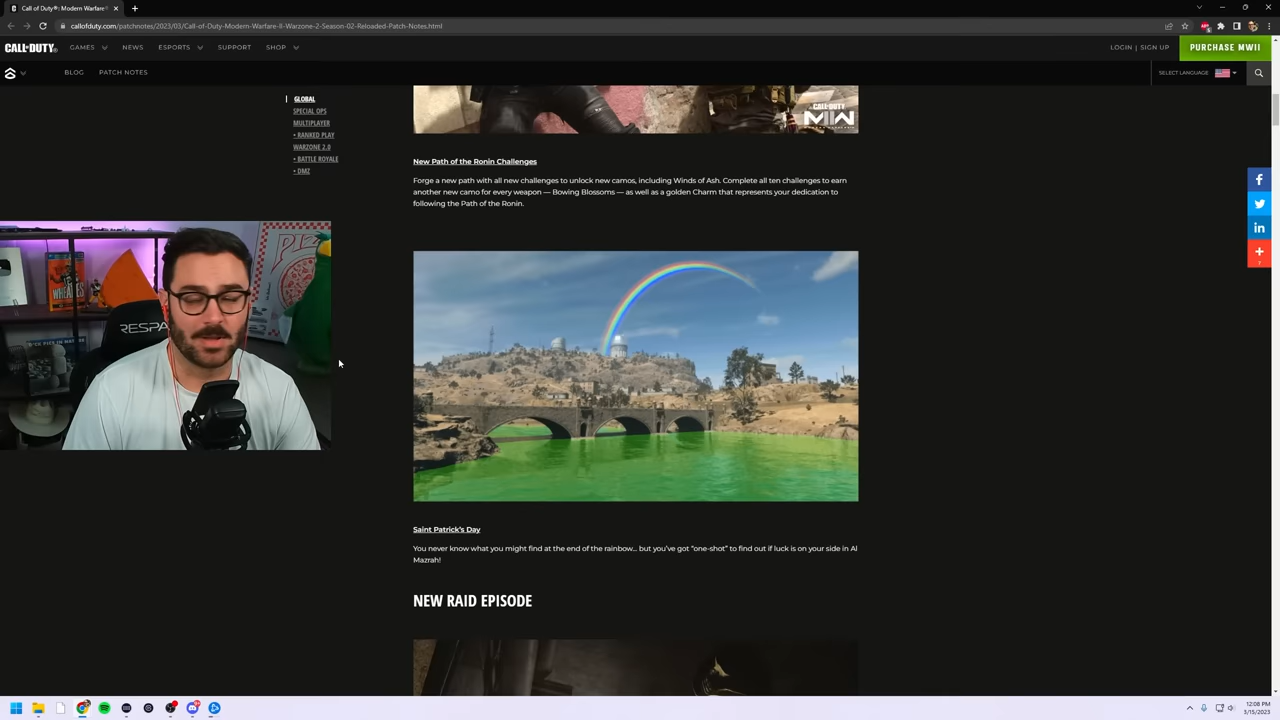 Call of Duty®: Modern Warfare®
callofduty.com/patchnotes/2023/03/Call-of-Duty-Modern-Warfare-II-Warzone-2-Season-02-Reloaded-Patch-Notes.html
CALL·DUTY®
GAMES
NEWS
ESPORTS
SUPPORT
SHOP
LOGIN | SIGN UP
PURCHASE MWII
BLOG
PATCH NOTES
SELECT LANGUAGE
GLOBAL
SPECIAL OPS
MULTIPLAYER
• RANKED PLAY
WARZONE 2.0
• BATTLE ROYALE
• DMZ
CALL·DUTY
New Path of the Ronin Challenges
Forge a new path with all new challenges to unlock new camos, including Winds of Ash. Complete all ten challenges to earn
another new camo for every weapon — Bowing Blossoms — as well as a golden Charm that represents your dedication to
following the Path of the Ronin.
WHEATIES
RESPA
Saint Patrick's Day
You never know what you might find at the end of the rainbow... but you've got "one-shot" to find out if luck is on your side in Al
Mazrah!
NEW RAID EPISODE
12:08 PM
3/15/2023